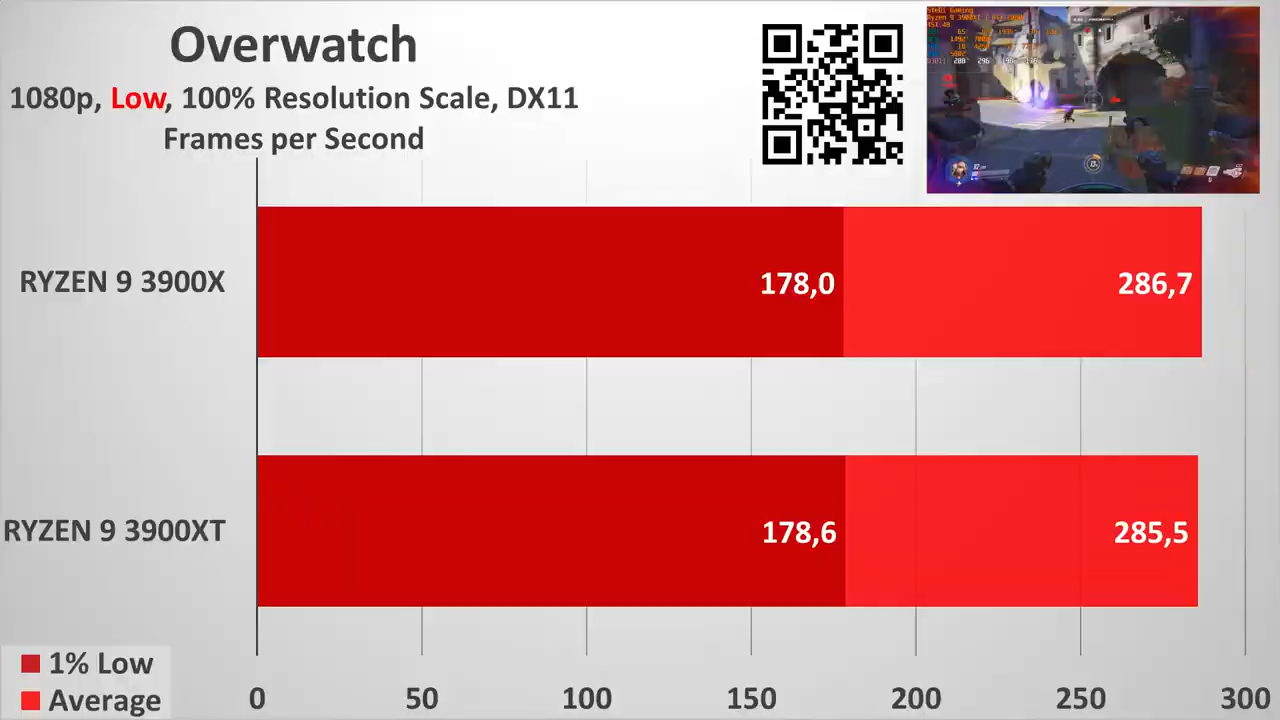 Overwatch
1080p, Low, 100% Resolution Scale, DX11
Frames per Second
RYZEN 9 3900X
178,0
286,7
RYZEN 9 3900XT
178,6
285,5
1% Low
Average
0 50 100 150 200 250 300